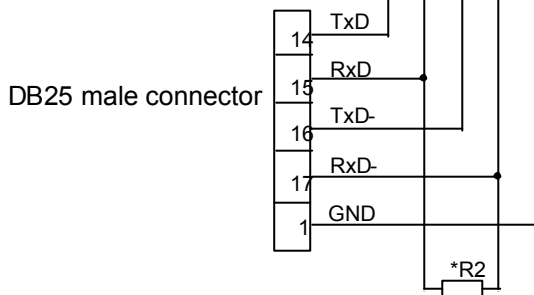 TxD
14
RxD
15
DB25 male connector
TxD-
16
RxD-
17
GND
1
*R2